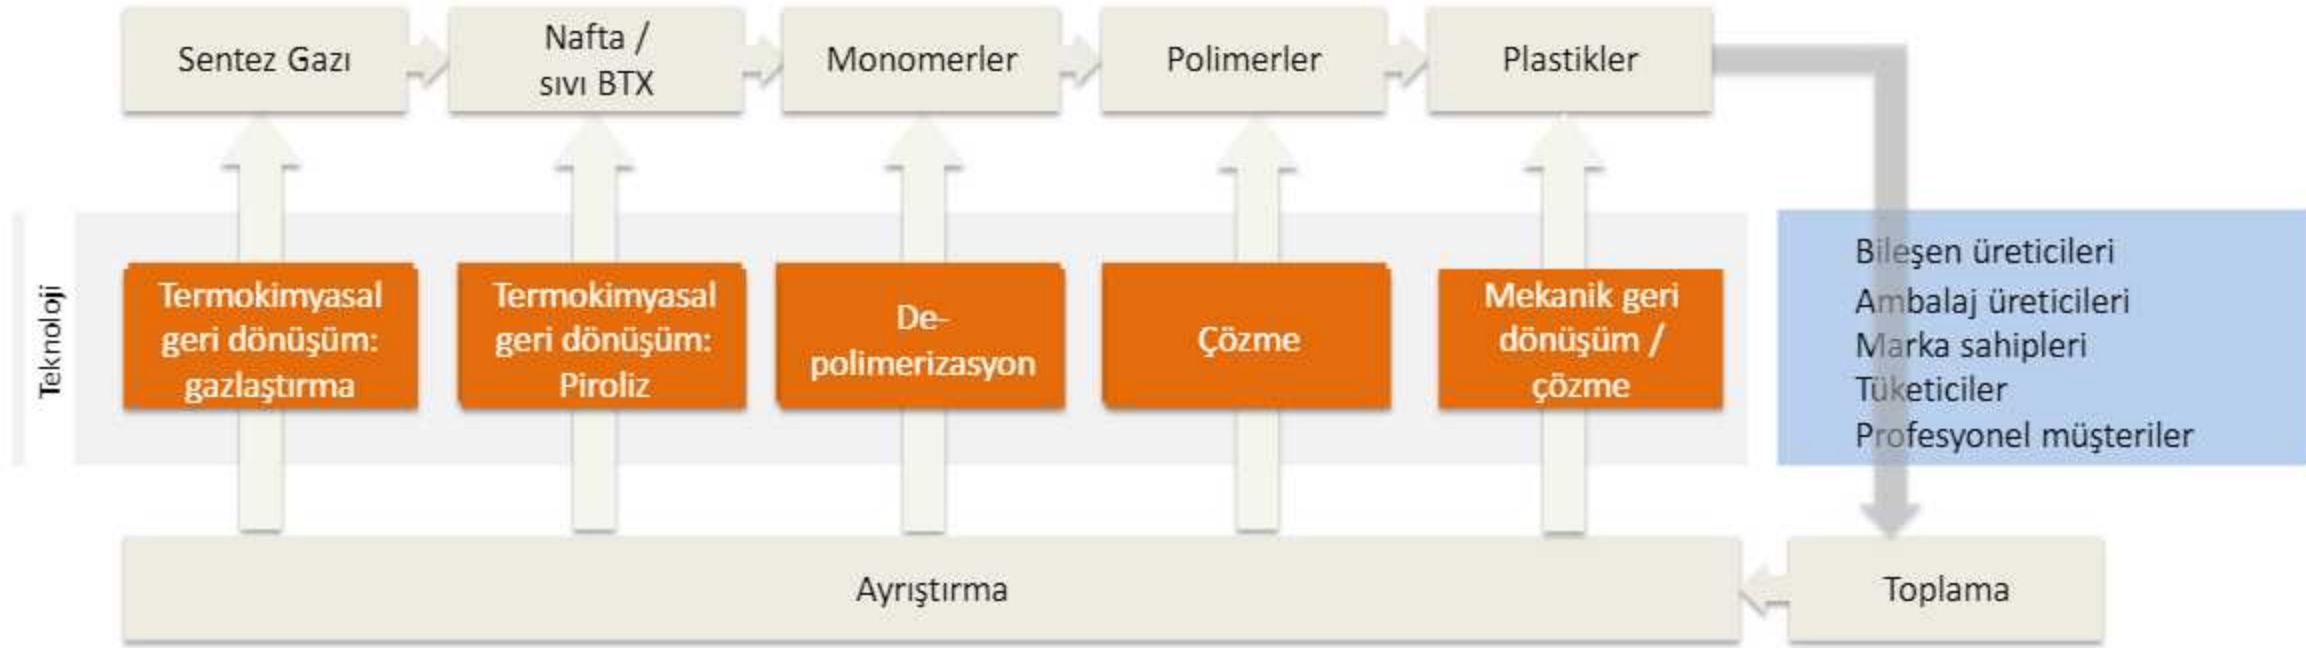 Sentez Gazı
Nafta /
sıvı BTX
Monomerler
Polimerler
Plastikler
Teknoloji
Termokimyasal
geri dönüşüm:
gazlaştırma
Termokimyasal
geri dönüşüm:
Piroliz
De-
polimerizasyon
Çözme
Mekanik geri
dönüşüm /
çözme
Bileşen üreticileri
Ambalaj üreticileri
Marka sahipleri
Tüketiciler
Profesyonel müşteriler
Ayrıştırma
Toplama